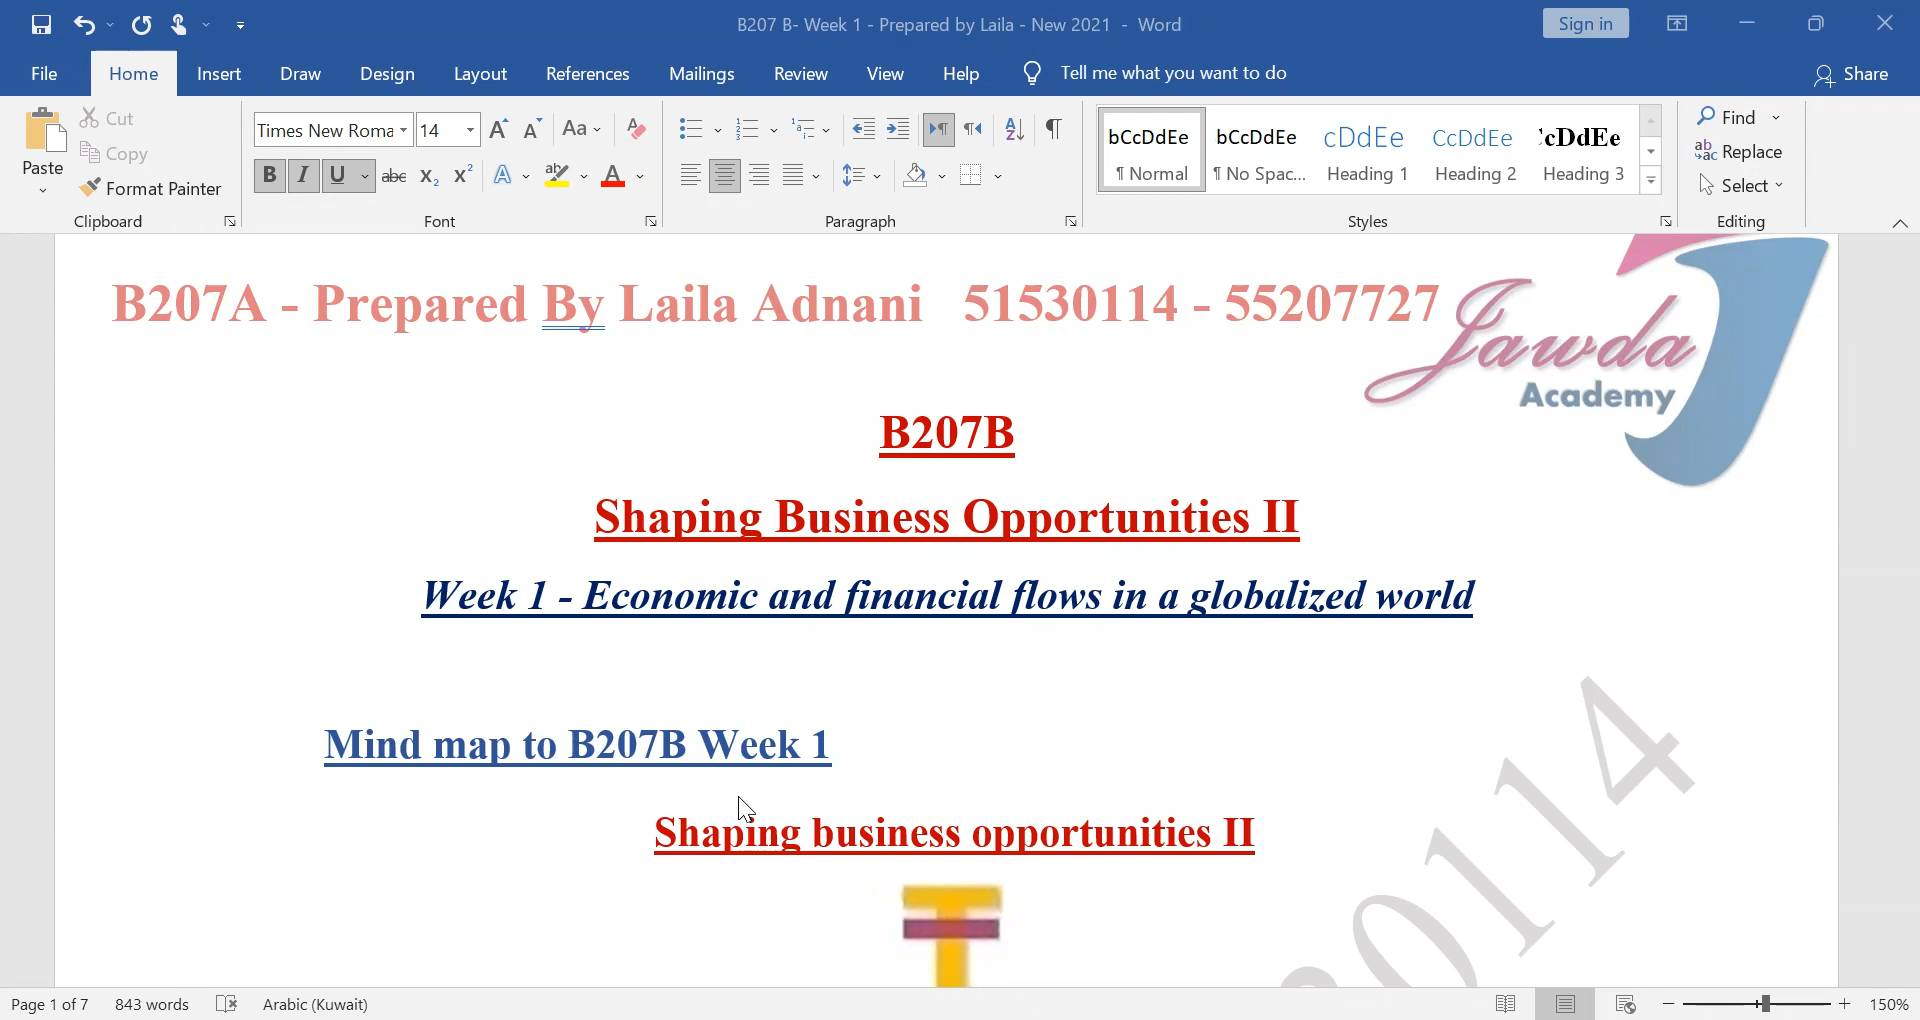 B207 B- Week 1 - Prepared by Laila - New 2021 - Word
Sign in
File Home Insert Draw Design Layout References Mailings Review View Help Tell me what you want to do Share
Paste
Cut
Copy
Format Painter
Clipboard
Times New Roma 14
Font
Paragraph
bCcDdEe bCcDdEe cDdEe CcDdEe 'cDdEe
¶ Normal ¶ No Spac... Heading 1 Heading 2 Heading 3
Styles
Find
Replace
Select
Editing
B207A - Prepared By Laila Adnani 51530114 - 55207727
Jawda
Academy
B207B
Shaping Business Opportunities II
Week 1 - Economic and financial flows in a globalized world
Mind map to B207B Week 1
Shaping business opportunities II
0114
Page 1 of 7 843 words Arabic (Kuwait) 150%